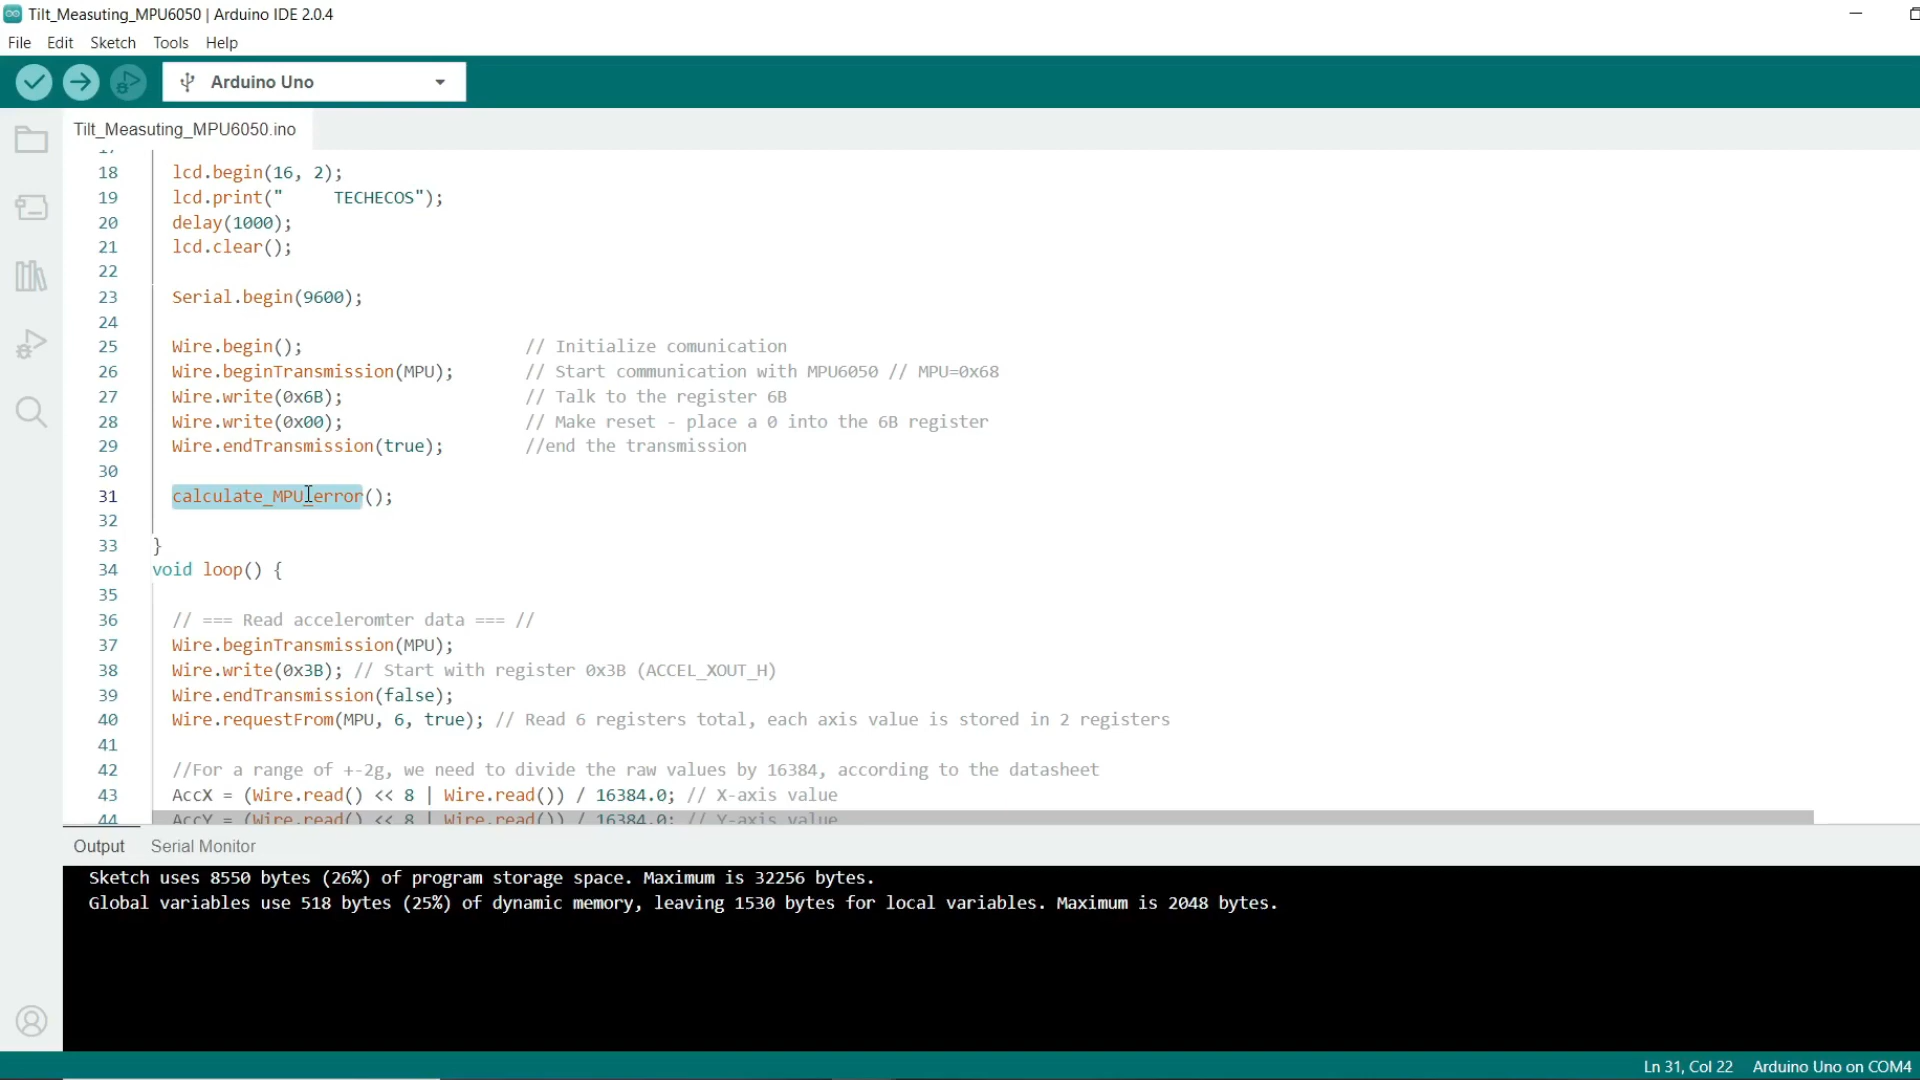 Tilt_Measuting_MPU6050 | Arduino IDE 2.0.4
File Edit Sketch Tools Help
Arduino Uno
Tilt_Measuting_MPU6050.ino
17
18 lcd.begin(16, 2);
19 lcd.print("     TECHECOS");
20 delay(1000);
21 lcd.clear();
22
23 Serial.begin(9600);
24
25 Wire.begin(); // Initialize comunication
26 Wire.beginTransmission(MPU); // Start communication with MPU6050 // MPU=0x68
27 Wire.write(0x6B); // Talk to the register 6B
28 Wire.write(0x00); // Make reset - place a 0 into the 6B register
29 Wire.endTransmission(true); //end the transmission
30
31 calculate_MPU_error();
32
33 }
34 void loop() {
35
36 // === Read acceleromter data === //
37 Wire.beginTransmission(MPU);
38 Wire.write(0x3B); // Start with register 0x3B (ACCEL_XOUT_H)
39 Wire.endTransmission(false);
40 Wire.requestFrom(MPU, 6, true); // Read 6 registers total, each axis value is stored in 2 registers
41
42 //For a range of +-2g, we need to divide the raw values by 16384, according to the datasheet
43 AccX = (Wire.read() << 8 | Wire.read()) / 16384.0; // X-axis value
44 AccY = (Wire.read() << 8 | Wire.read()) / 16384.0; // Y-axis value
Output Serial Monitor
Sketch uses 8550 bytes (26%) of program storage space. Maximum is 32256 bytes.
Global variables use 518 bytes (25%) of dynamic memory, leaving 1530 bytes for local variables. Maximum is 2048 bytes.
Ln 31, Col 22 Arduino Uno on COM4